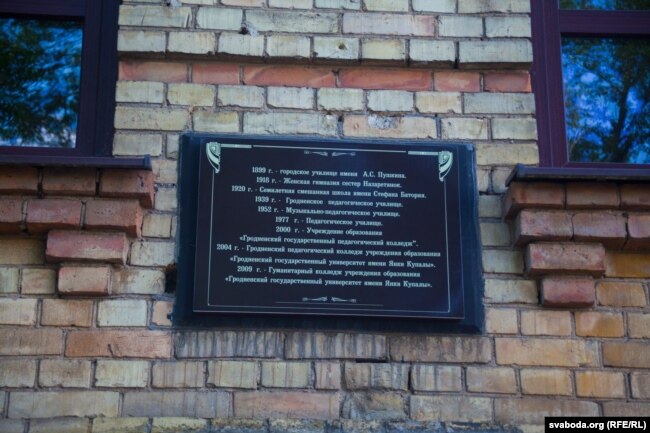 1899 г. - городское училище имени А.С. Пушкина.
1918 г. - Женская гимназия сестер Назаретанок.
1920 г. - Семилетняя смешанная школа имени Стефана Батория.
1939 г. - Гродненское педагогическое училище.
1952 г. - Музыкально-педагогическое училище.
1977 г. - Педагогическое училище.
2000 г. - Учреждение образования
"Гродненский государственный педагогический колледж".
2004 г. - Гродненский педагогический колледж учреждения образования
«Гродненский государственный университет имени Янки Купалы».
2009 г. - Гуманитарный колледж учреждения образования
«Гродненский государственный университет имени Янки Купалы».
svaboda.org (RFE/RL)